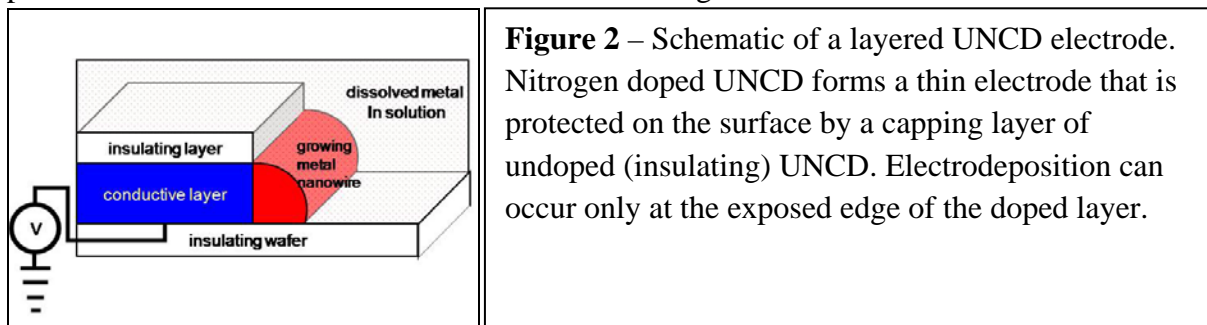 dissolved metal
In solution
insulating layer
growing
metal
nanowire
conductive layer
V
insulating wafer
Figure 2 – Schematic of a layered UNCD electrode.
Nitrogen doped UNCD forms a thin electrode that is
protected on the surface by a capping layer of
undoped (insulating) UNCD. Electrodeposition can
occur only at the exposed edge of the doped layer.